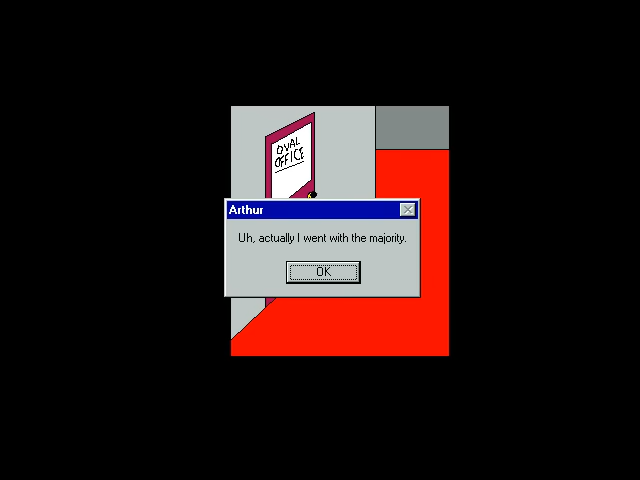 OVAL
OFFICE
Arthur
Uh, actually I went with the majority.
OK